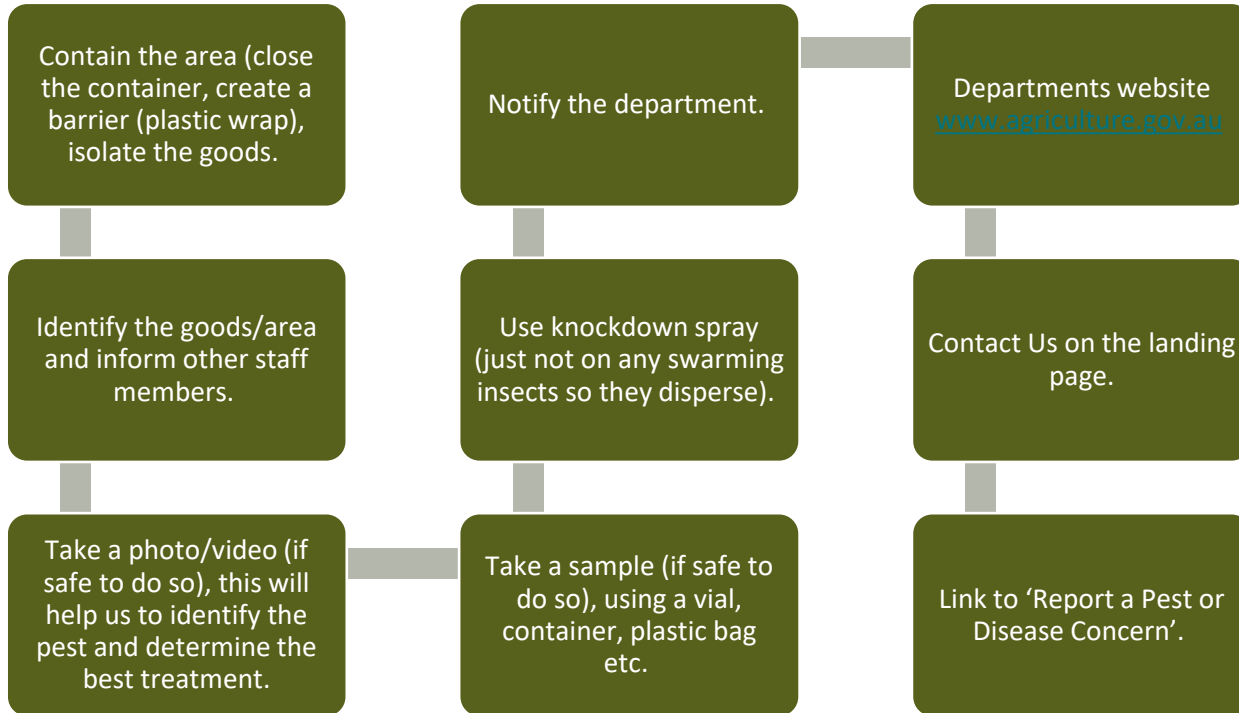 Contain the area (close
the container, create a
barrier (plastic wrap),
isolate the goods.
Identify the goods/area
and inform other staff
members.
Take a photo/video (if
safe to do so), this will
help us to identify the
pest and determine the
best treatment.
Take a sample (if safe to
do so), using a vial,
container, plastic bag
etc.
Use knockdown spray
(just not on any swarming
insects so they disperse).
Notify the department.
Departments website
www.agriculture.gov.au
Contact Us on the landing
page.
Link to ‘Report a Pest or
Disease Concern’.